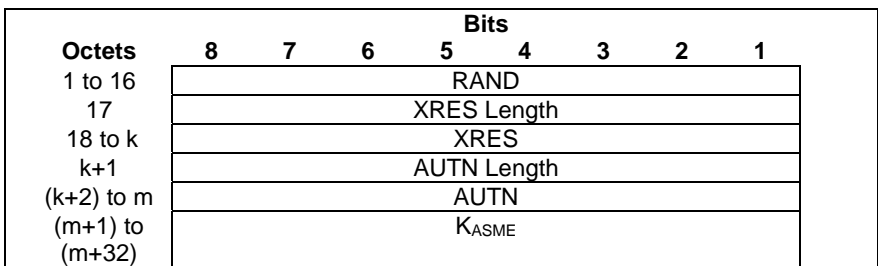 Bits
Octets 8 7 6 5 4 3 2 1
1 to 16 RAND
17 XRES Length
18 to k XRES
k+1 AUTN Length
(k+2) to m AUTN
(m+1) to KASME
(m+32)